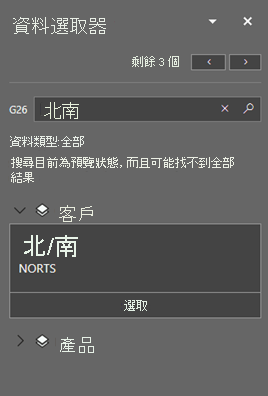 資料選取器
剩餘 3 個
G26 北南
資料類型:全部
搜尋目前為預覽狀態, 而且可能找不到全部
結果
客戶
北/南
NORTS
選取
產品